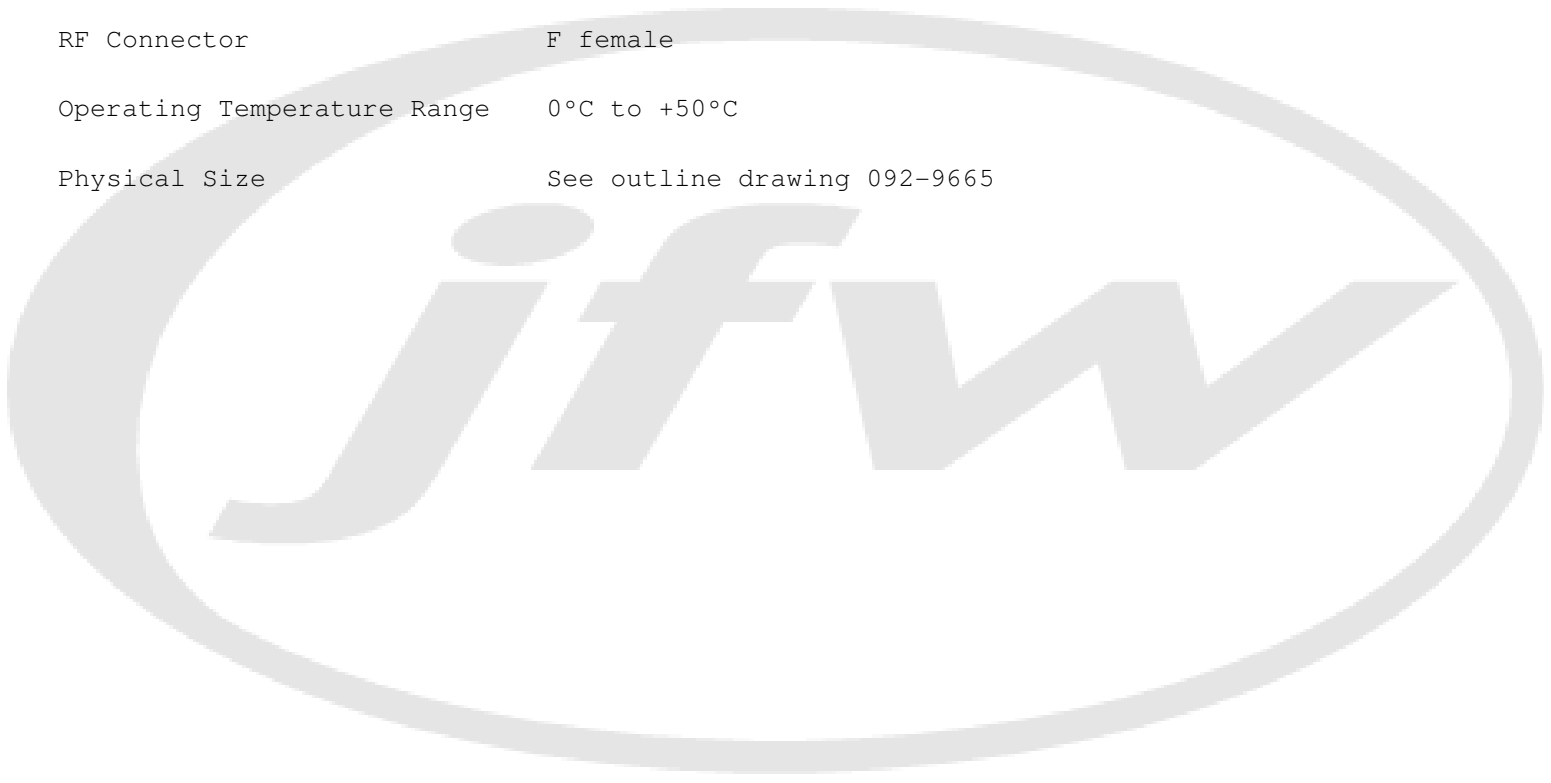 RF Connector F female
Operating Temperature Range 0°C to +50°C
Physical Size See outline drawing 092-9665
jfw